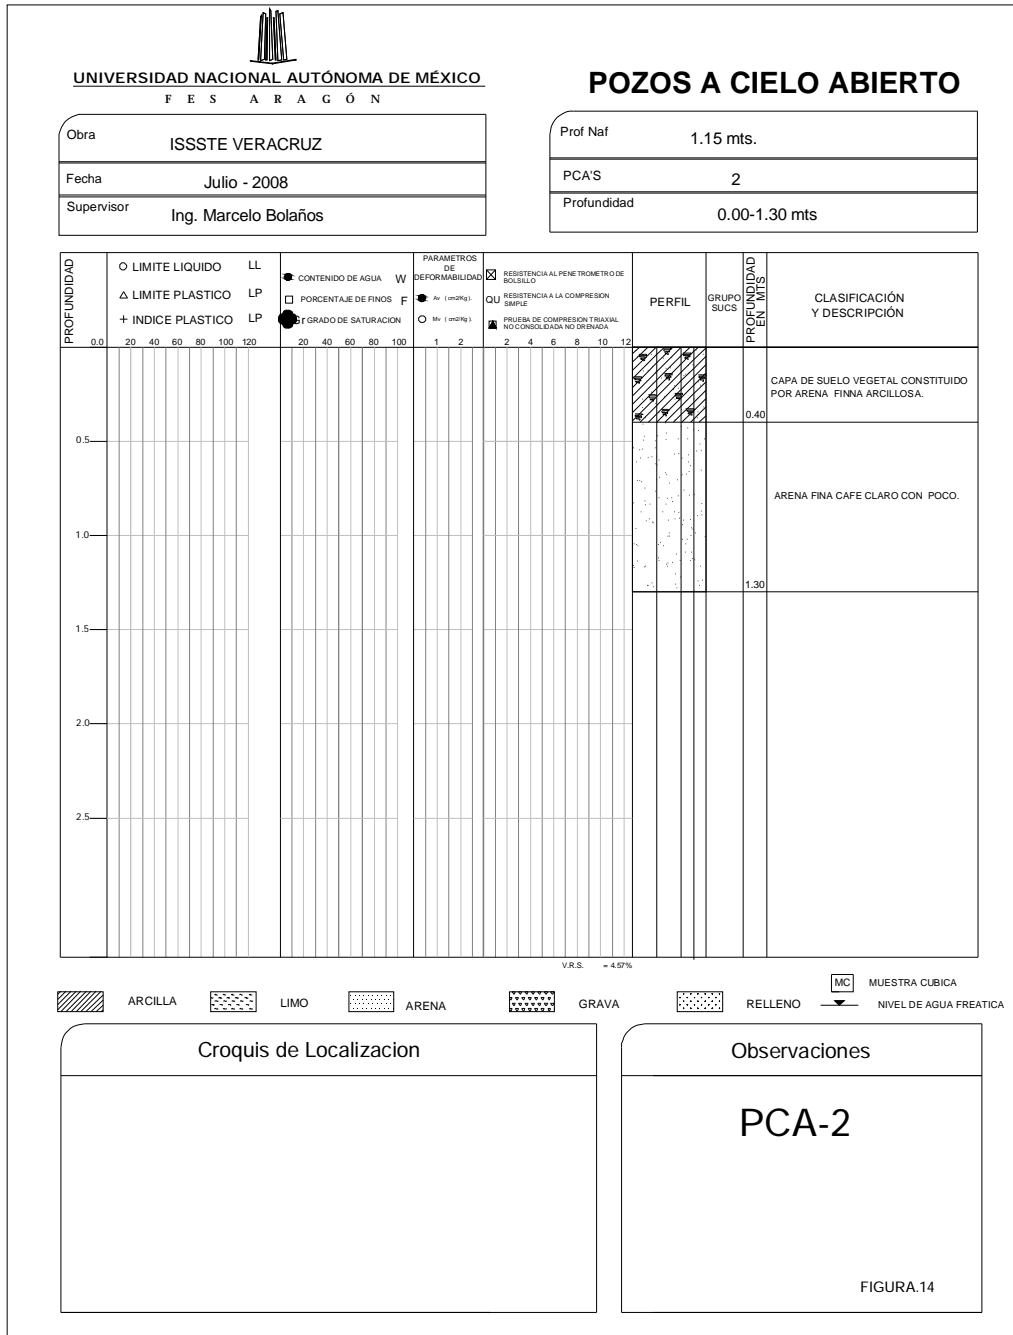 UNIVERSIDAD NACIONAL AUTÓNOMA DE MÉXICO
FES ARAGÓN
POZOS A CIELO ABIERTO
Obra ISSSTE VERACRUZ
Fecha Julio - 2008
Supervisor Ing. Marcelo Bolaños
Prof Naf 1.15 mts.
PCA'S 2
Profundidad 0.00-1.30 mts
PROFUNDIDAD
O LIMITE LIQUIDO LL
△ LIMITE PLASTICO LP
+ INDICE PLASTICO LP
CONTENIDO DE AGUA W
PORCENTAJE DE FINOS F
Gr GRADO DE SATURACION
PARAMETROS
DE
DEFORMABILIDAD
Av (cm2/Kg).
Mv (cm2/Kg).
RESISTENCIA AL PENETROMETRO DE
BOLSILLO
QU RESISTENCIA A LA COMPRESION
SIMPLE
PRUEBA DE COMPRESION TRIAXIAL
NO CONSOLIDADA NO DRENADA
PERFIL
GRUPO
SUCS
PROFUNDIDAD
EN MTS
CLASIFICACIÓN
Y DESCRIPCIÓN
0.0 20 40 60 80 100 120 20 40 60 80 100 1 2 2 4 6 8 10 12
CAPA DE SUELO VEGETAL CONSTITUIDO
POR ARENA FINNA ARCILLOSA.
0.40
0.5
ARENA FINA CAFE CLARO CON POCO.
1.0
1.30
1.5
2.0
2.5
V.R.S. = 4.57%
ARCILLA LIMO ARENA GRAVA RELLENO
MC MUESTRA CUBICA
NIVEL DE AGUA FREATICA
Croquis de Localizacion
Observaciones
PCA-2
FIGURA.14